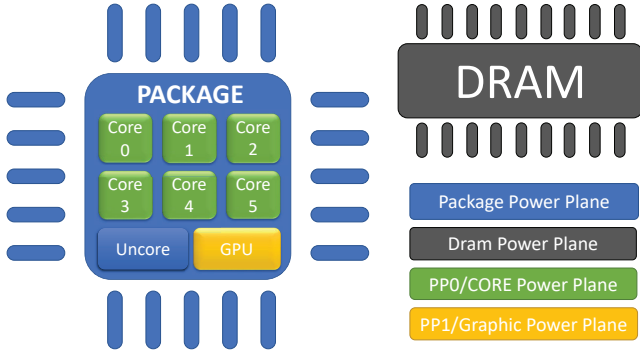 PACKAGE
Core
0
Core
1
Core
2
Core
3
Core
4
Core
5
Uncore
GPU
DRAM
Package Power Plane
Dram Power Plane
PP0/CORE Power Plane
PP1/Graphic Power Plane